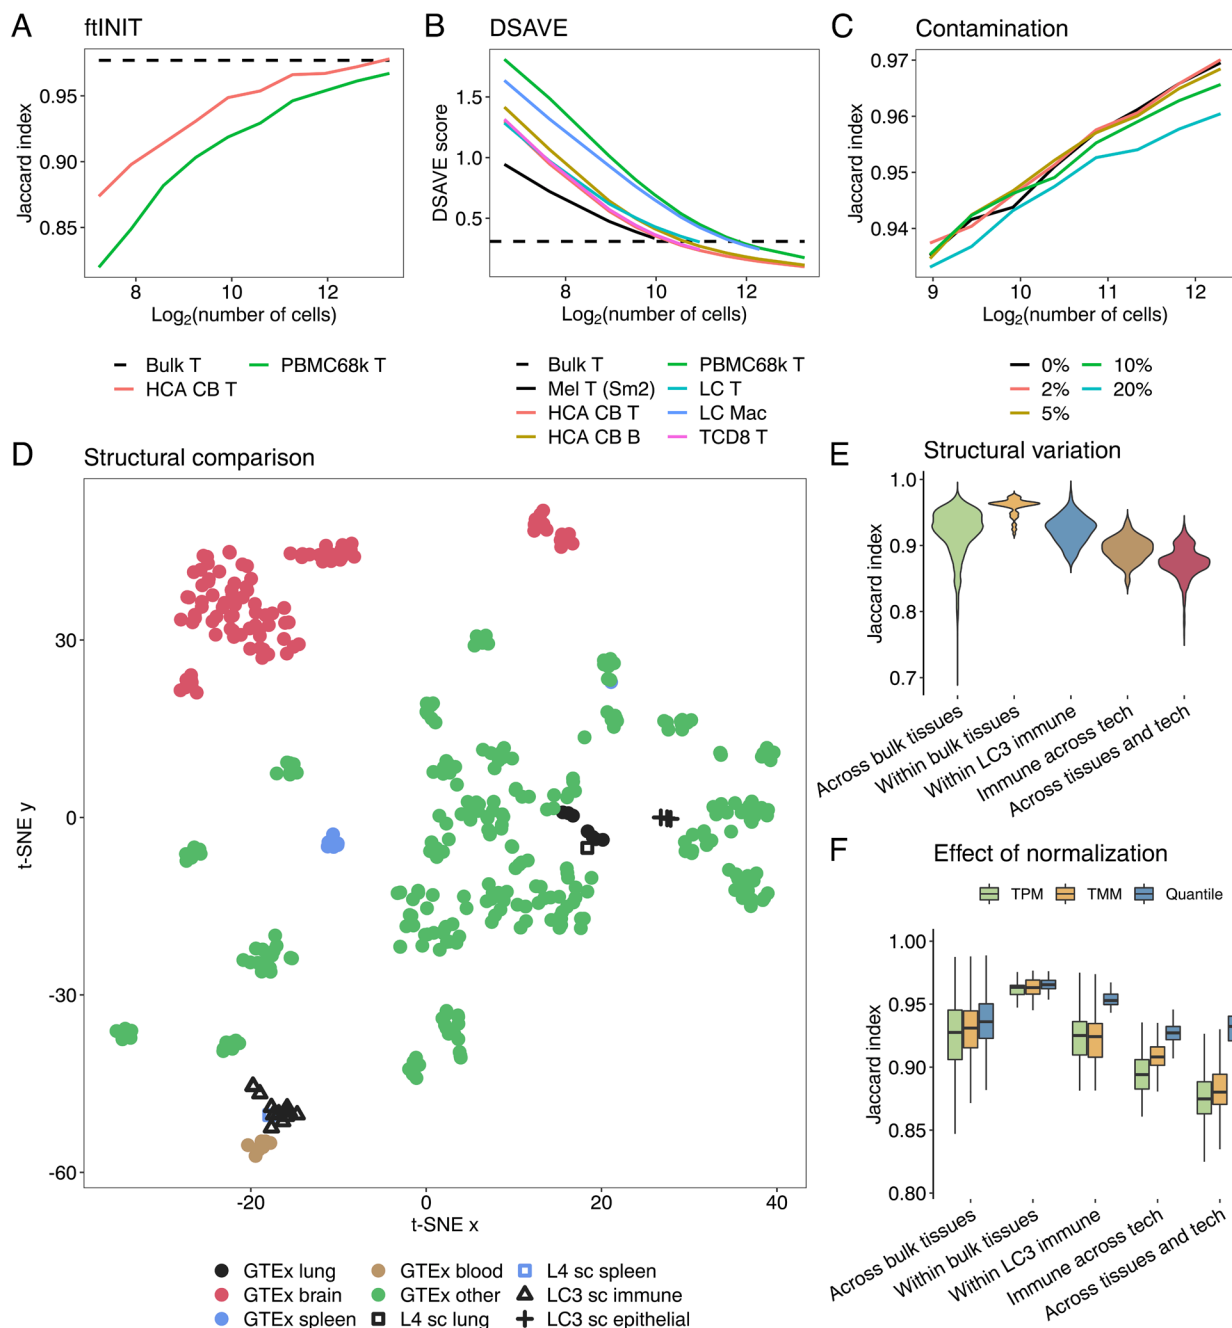 A ftINIT
Jaccard index
0.95
0.90
0.85
8 10 12
Log2(number of cells)
Bulk T PBMC68k T
HCA CB T
B DSAVE
DSAVE score
1.5
1.0
0.5
8 10 12
Log2(number of cells)
Bulk T PBMC68k T
Mel T (Sm2) LC T
HCA CB T LC Mac
HCA CB B TCD8 T
C Contamination
Jaccard index
0.97
0.96
0.95
0.94
9 10 11 12
Log2(number of cells)
0% 10%
2% 20%
5%
D Structural comparison
t-SNE y
30
0
-30
-60
-20 0 20 40
t-SNE x
GTEx lung GTEx blood L4 sc spleen
GTEx brain GTEx other LC3 sc immune
GTEx spleen L4 sc lung LC3 sc epithelial
E Structural variation
Jaccard index
1.0
0.9
0.8
0.7
Across bulk tissues
Within bulk tissues
Within LC3 immune
Immune across tech
Across tissues and tech
F Effect of normalization
TPM TMM Quantile
Jaccard index
1.00
0.95
0.90
0.85
0.80
Across bulk tissues
Within bulk tissues
Within LC3 immune
Immune across tech
Across tissues and tech